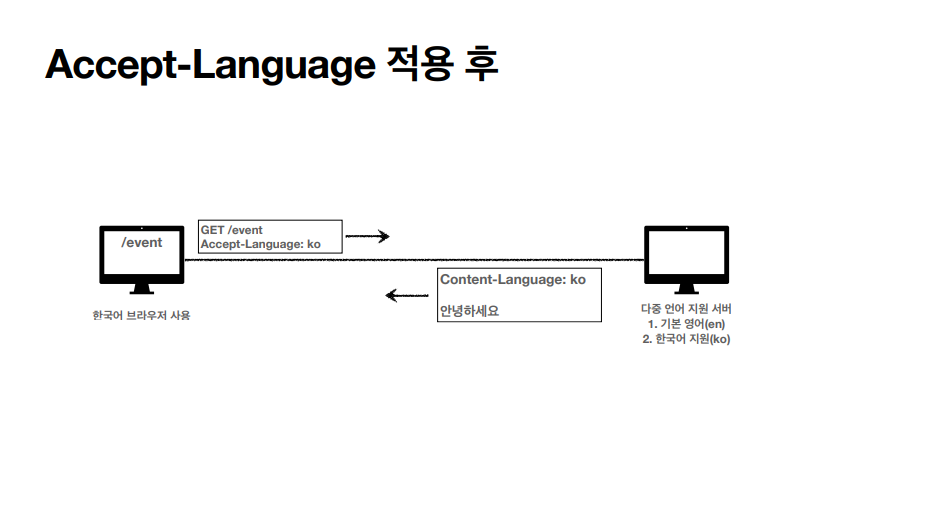 Accept-Language 적용 후
/event
GET /event
Accept-Language: ko
Content-Language: ko
안녕하세요
한국어 브라우저 사용
다중 언어 지원 서버
1. 기본 영어(en)
2. 한국어 지원(ko)